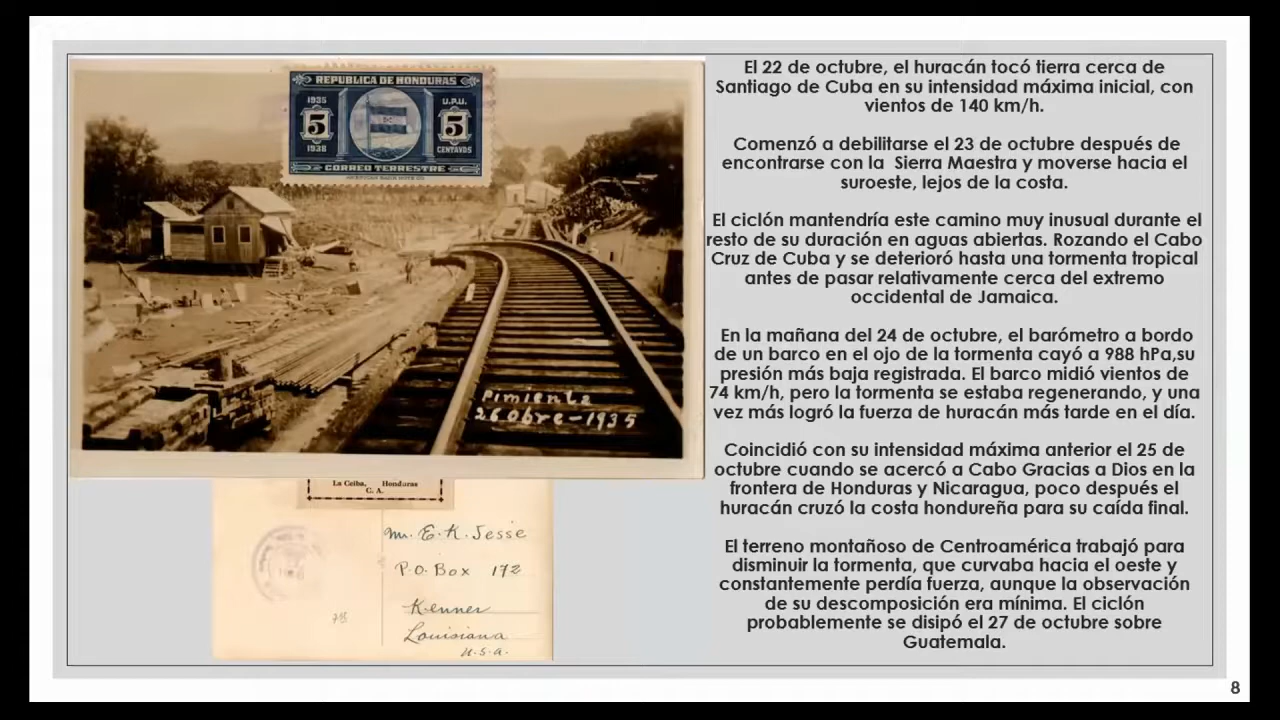 REPUBLICA DE HONDURAS
1935
U.P.U.
5
5
1936
CENTAVOS
CORREO TERRESTRE
AMERICAN BANK NOTE CO.
Pimienta
26 Obre - 1935
La Ceiba, Honduras
C. A.
Mr. E. K. Jesse
P.O. Box 172
Kenner
Louisiana
U.S.A.
El 22 de octubre, el huracán tocó tierra cerca de
Santiago de Cuba en su intensidad máxima inicial, con
vientos de 140 km/h.
Comenzó a debilitarse el 23 de octubre después de
encontrarse con la Sierra Maestra y moverse hacia el
suroeste, lejos de la costa.
El ciclón mantendría este camino muy inusual durante el
resto de su duración en aguas abiertas. Rozando el Cabo
Cruz de Cuba y se deterioró hasta una tormenta tropical
antes de pasar relativamente cerca del extremo
occidental de Jamaica.
En la mañana del 24 de octubre, el barómetro a bordo
de un barco en el ojo de la tormenta cayó a 988 hPa,su
presión más baja registrada. El barco midió vientos de
74 km/h, pero la tormenta se estaba regenerando, y una
vez más logró la fuerza de huracán más tarde en el día.
Coincidió con su intensidad máxima anterior el 25 de
octubre cuando se acercó a Cabo Gracias a Dios en la
frontera de Honduras y Nicaragua, poco después el
huracán cruzó la costa hondureña para su caída final.
El terreno montañoso de Centroamérica trabajó para
disminuir la tormenta, que curvaba hacia el oeste y
constantemente perdía fuerza, aunque la observación
de su descomposición era mínima. El ciclón
probablemente se disipó el 27 de octubre sobre
Guatemala.
8